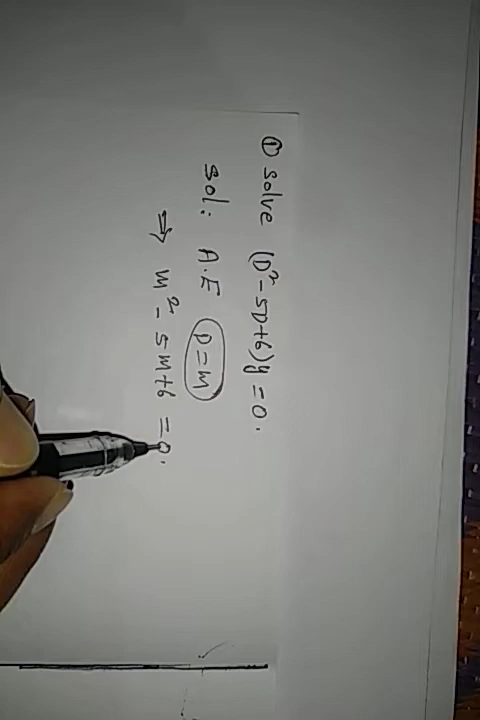 ① Solve (D² - 5D+6)y = 0.
Sol: A.E D=m
⇒ m² - 5m+6 = 0.